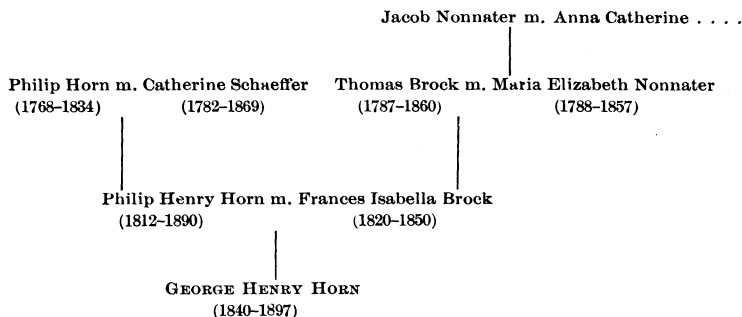 Jacob Nonnater m. Anna Catherine . . . .
Philip Horn m. Catherine Schaeffer Thomas Brock m. Maria Elizabeth Nonnater
(1768–1834) (1782–1869) (1787–1860) (1788–1857)
Philip Henry Horn m. Frances Isabella Brock
(1812–1890) (1820–1850)
GEORGE HENRY HORN
(1840–1897)